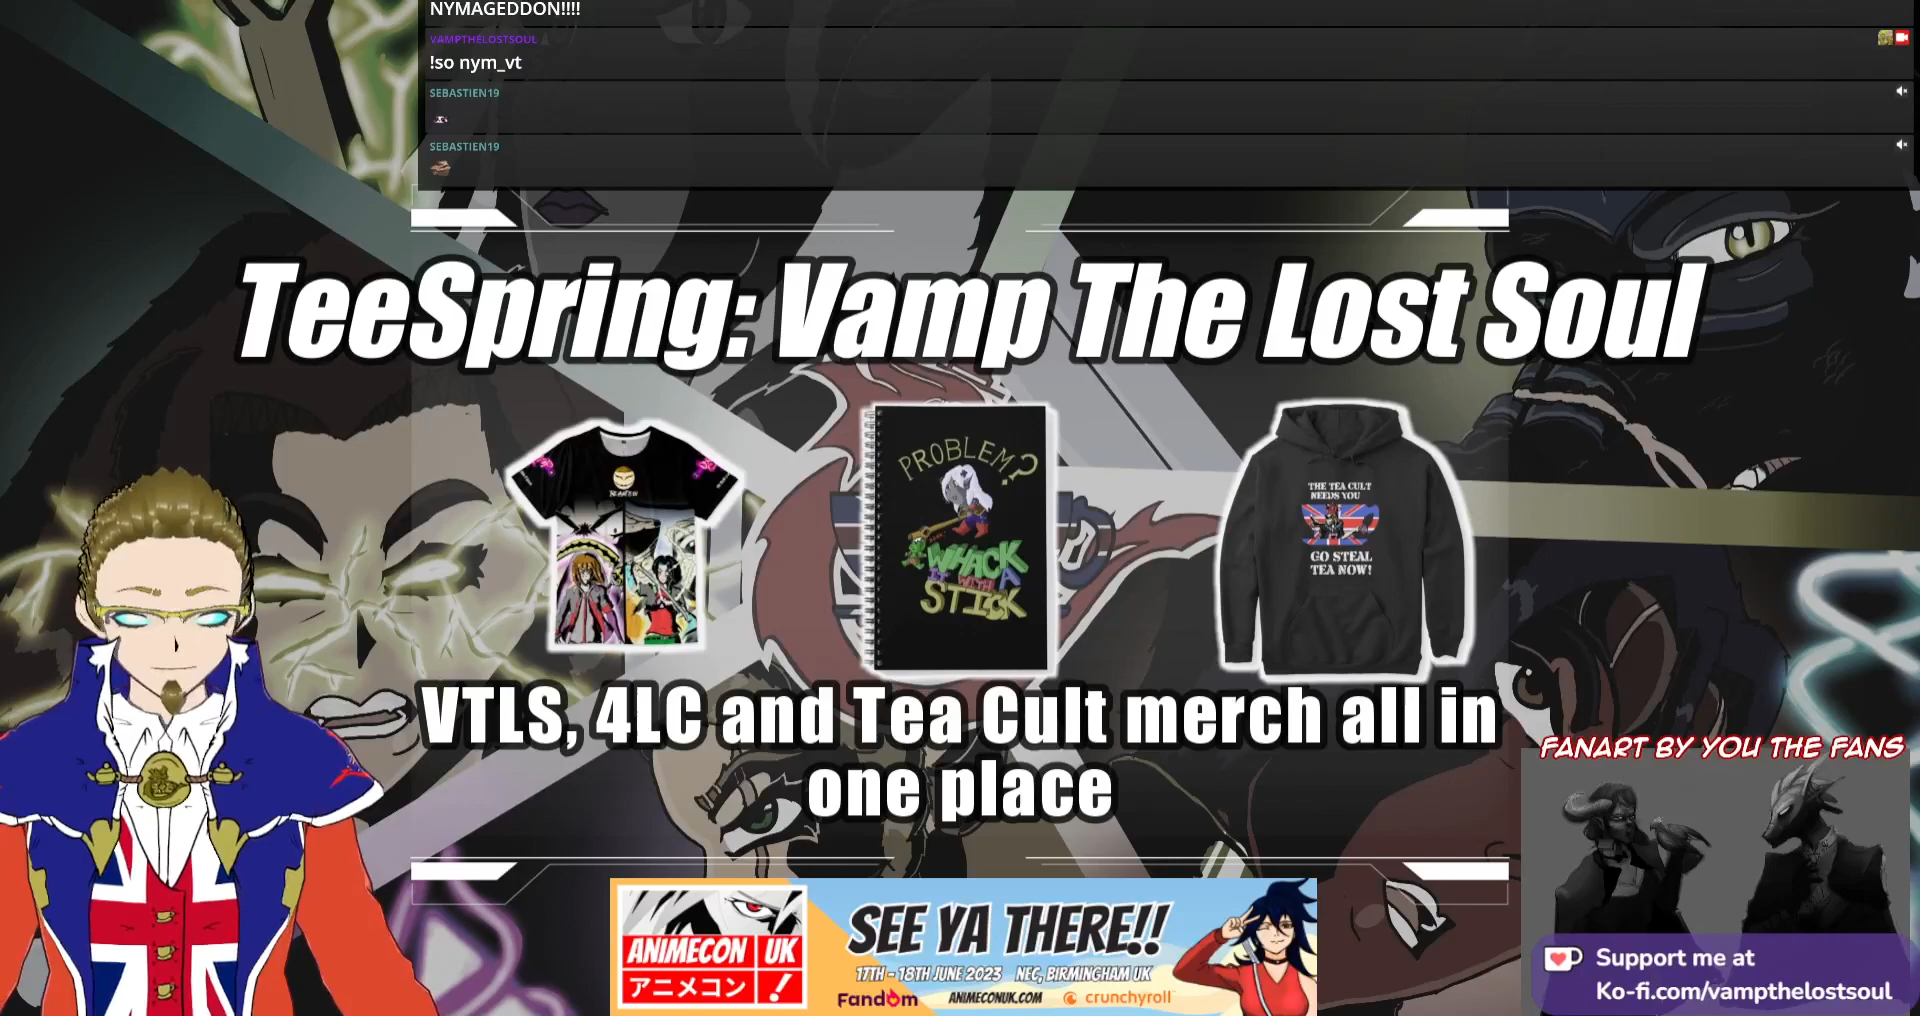 NYMAGEDDON!!!!
VAMPTHELOSTSOUL
!so nym_vt
SEBASTIEN19
SEBASTIEN19
TeeSpring: Vamp The Lost Soul
PROBLEM?
WHACK
IT WITH A
STICK
THE TEA CULT
NEEDS YOU
GO STEAL
TEA NOW!
VTLS, 4LC and Tea Cult merch all in
one place
FANART BY YOU THE FANS
ANIMECON UK
アニメコン !
SEE YA THERE!!
17TH - 18TH JUNE 2023 NEC, BIRMINGHAM UK
Fandom ANIMECONUK.COM crunchyroll
Support me at
Ko-fi.com/vampthelostsoul